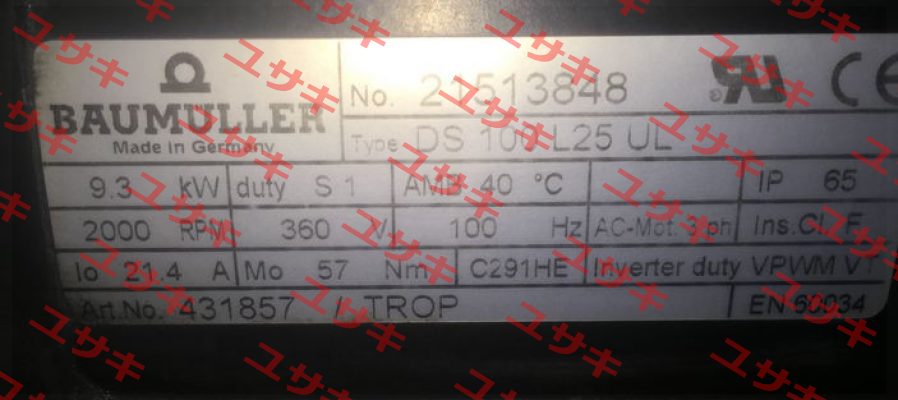 BAUMÜLLER
Made in Germany
No. 21513848
Type DS 100-L25 UL
9.3 kW duty S 1 AMB 40 °C IP 65
2000 RPM 360 V 100 Hz AC-Mot. 3/ph Ins.Cl. F
Io 21.4 A Mo 57 Nm C291HE Inverter duty VPWM VT
Art.No. 431857 / TROP EN 60034
ユサキ